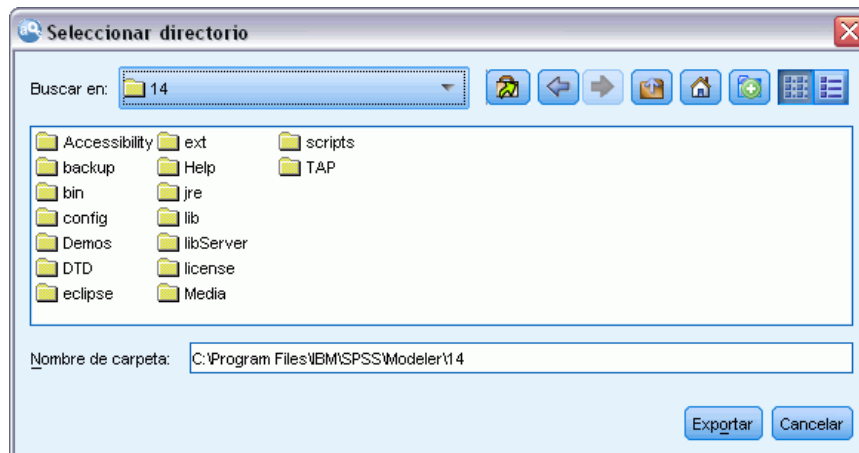 Seleccionar directorio
Buscar en: 14
Accessibility ext scripts
backup Help TAP
bin jre
config lib
Demos libServer
DTD license
eclipse Media
Nombre de carpeta: C:\Program Files\IBM\SPSS\Modeler\14
Exportar Cancelar